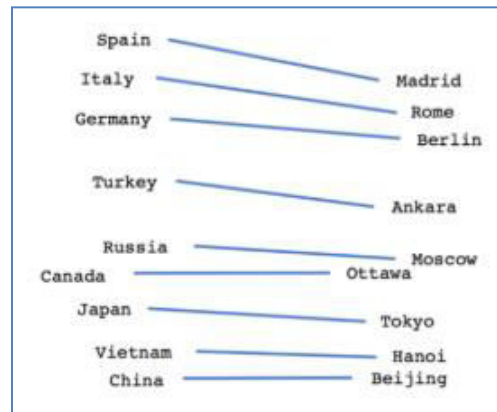 Spain
Madrid
Italy
Rome
Germany
Berlin
Turkey
Ankara
Russia
Moscow
Canada
Ottawa
Japan
Tokyo
Vietnam
Hanoi
China
Beijing